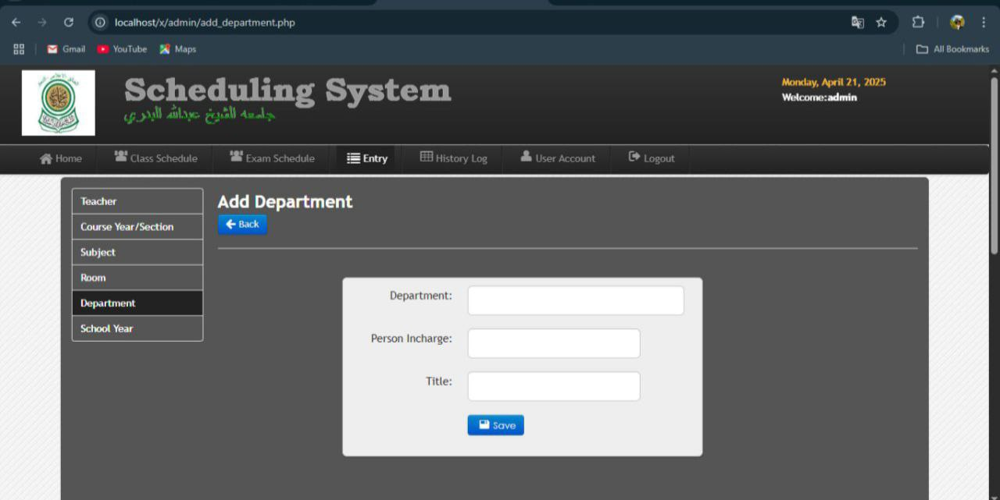 localhost/x/admin/add_department.php
Gmail
YouTube
Maps
All Bookmarks
Scheduling System
جامعه الشيخ عبدالله البدري
Monday, April 21, 2025
Welcome:admin
Home
Class Schedule
Exam Schedule
Entry
History Log
User Account
Logout
Teacher
Course Year/Section
Subject
Room
Department
School Year
Add Department
Back
Department:
Person Incharge:
Title:
Save